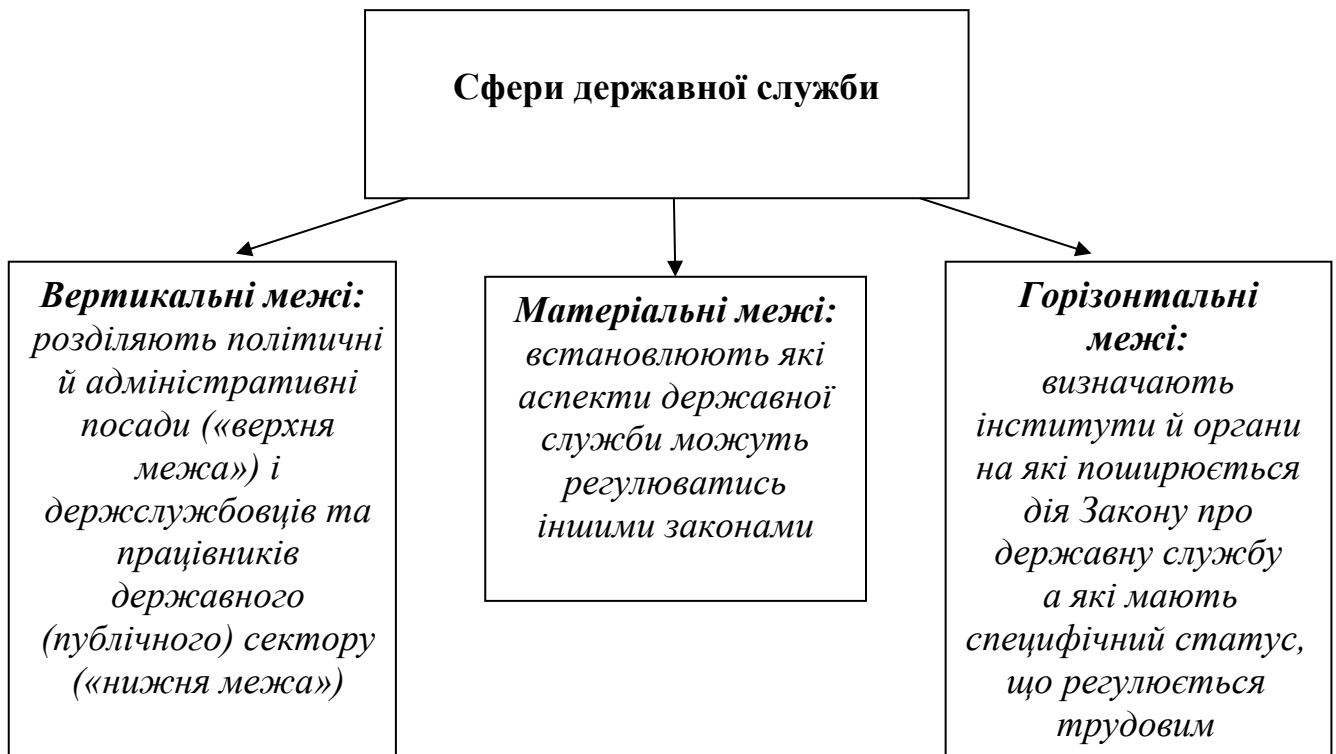 Сфери державної служби
Вертикальні межі:
розділяють політичні
й адміністративні
посади («верхня
межа») і
держслужбовців та
працівників
державного
(публічного) сектору
(«нижня межа»)
Матеріальні межі:
встановлюють які
аспекти державної
служби можуть
регулюватись
іншими законами
Горізонтальні
межі:
визначають
інститути й органи
на які поширюється
дія Закону про
державну службу
а які мають
специфічний статус,
що регулюється
трудовим